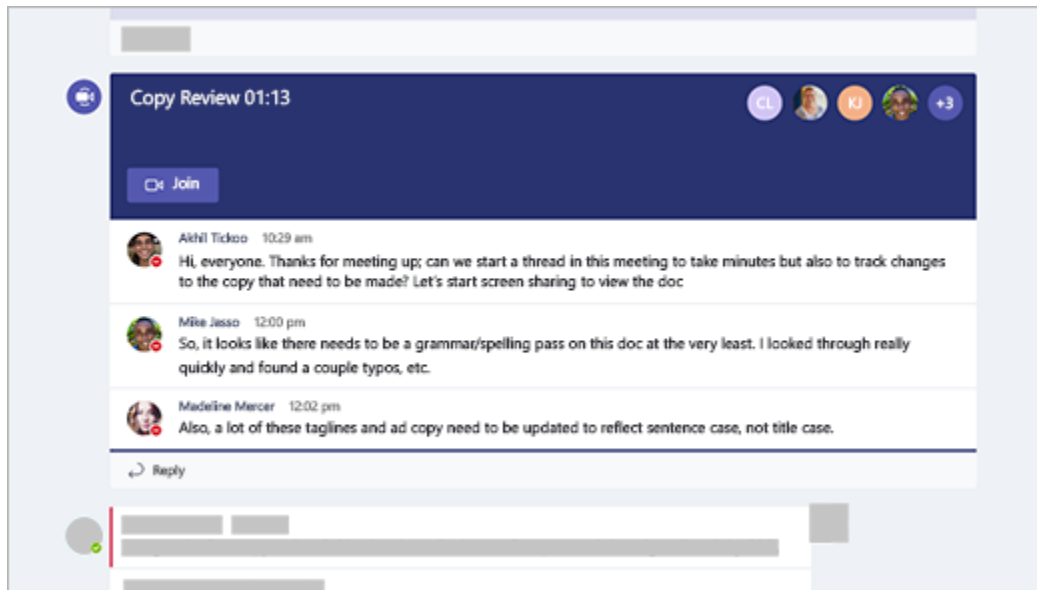 Copy Review 01:13
CL
KJ
+3
Join
Akhil Tickoo 10:29 am
Hi, everyone. Thanks for meeting up; can we start a thread in this meeting to take minutes but also to track changes
to the copy that need to be made? Let's start screen sharing to view the doc
Mike Jasso 12:00 pm
So, it looks like there needs to be a grammar/spelling pass on this doc at the very least. I looked through really
quickly and found a couple typos, etc.
Madeline Mercer 12:02 pm
Also, a lot of these taglines and ad copy need to be updated to reflect sentence case, not title case.
Reply